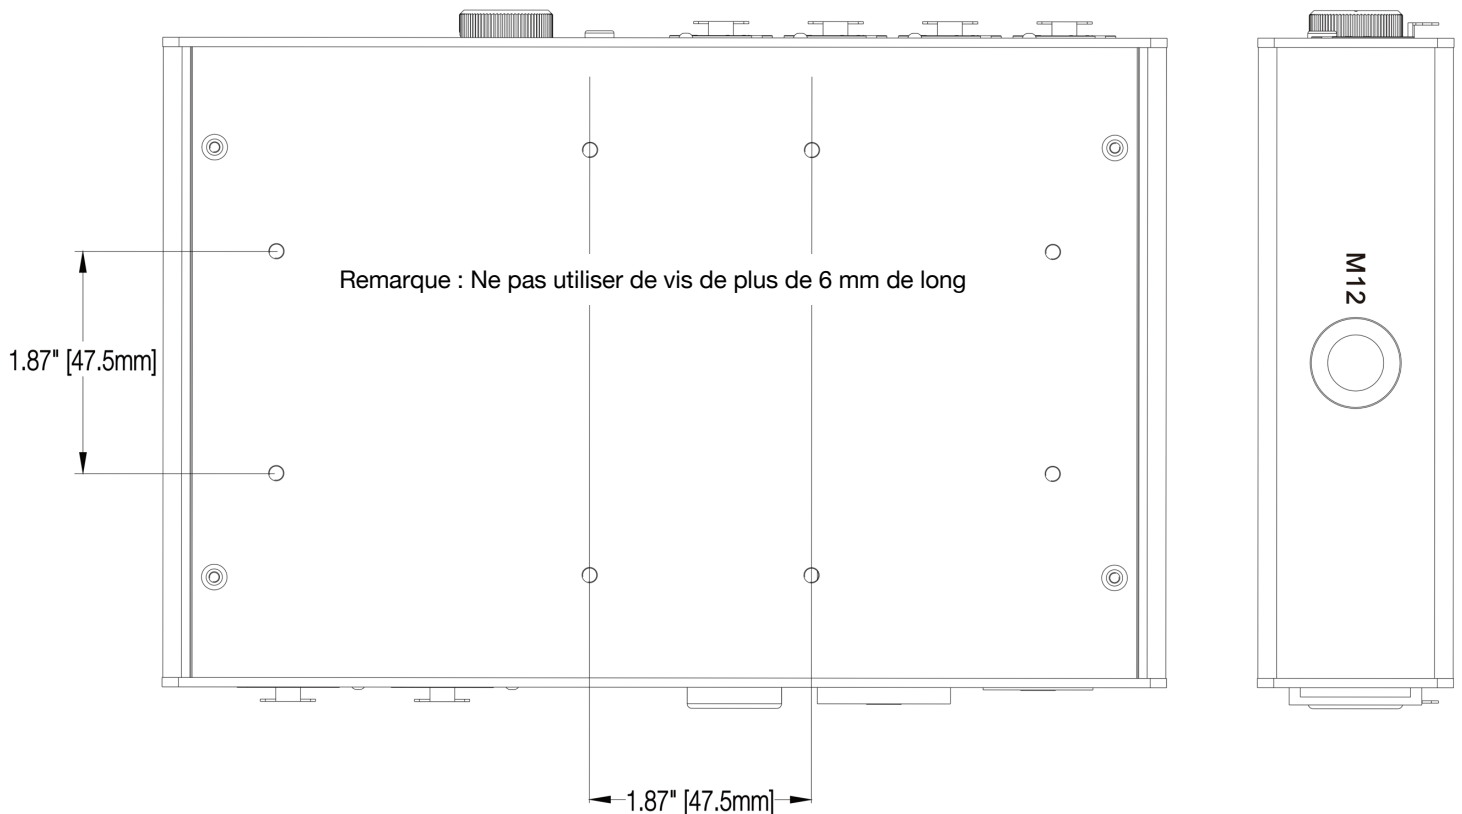 Remarque : Ne pas utiliser de vis de plus de 6 mm de long
M12
1.87" [47.5mm]
1.87" [47.5mm]